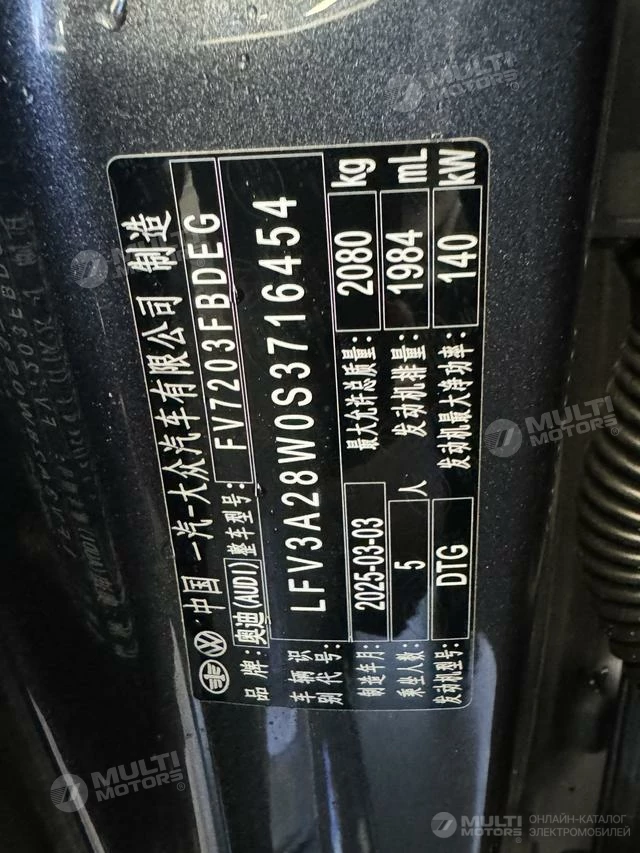 中国 一汽-大众汽车有限公司 制造
品牌: 奥迪(AUDI) 整车型号: FV7203FBDEG
车辆识别代号: LFV3A28W0S3716454
制造年月: 2025-03-03 最大允许总质量: 2080 kg
乘坐人数: 5 人 发动机排量: 1984 mL
发动机型号: DTG 发动机最大净功率: 140 kW
MULTI MOTORS
MULTI MOTORS
MULTI MOTORS
MULTI MOTORS
MULTI MOTORS
MULTI MOTORS ОНЛАЙН-КАТАЛОГ ЭЛЕКТРОМОБИЛЕЙ